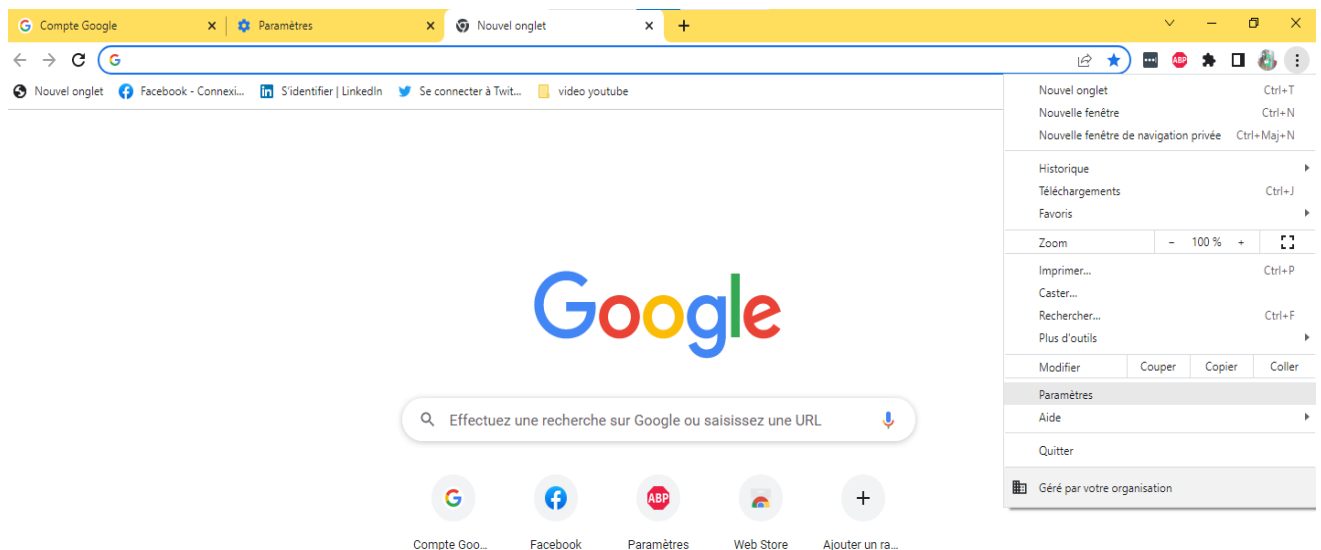 Compte Google
Paramètres
Nouvel onglet
G
ABP
Nouvel onglet
Facebook - Connexi...
S'identifier | LinkedIn
Se connecter à Twit...
video youtube
Nouvel onglet Ctrl+T
Nouvelle fenêtre Ctrl+N
Nouvelle fenêtre de navigation privée Ctrl+Maj+N
Historique
Téléchargements Ctrl+J
Favoris
Zoom - 100 % +
Imprimer... Ctrl+P
Caster...
Rechercher... Ctrl+F
Plus d'outils
Modifier Couper Copier Coller
Paramètres
Aide
Quitter
Géré par votre organisation
Google
Effectuez une recherche sur Google ou saisissez une URL
G
ABP
Compte Goo...
Facebook
Paramètres
Web Store
Ajouter un ra...